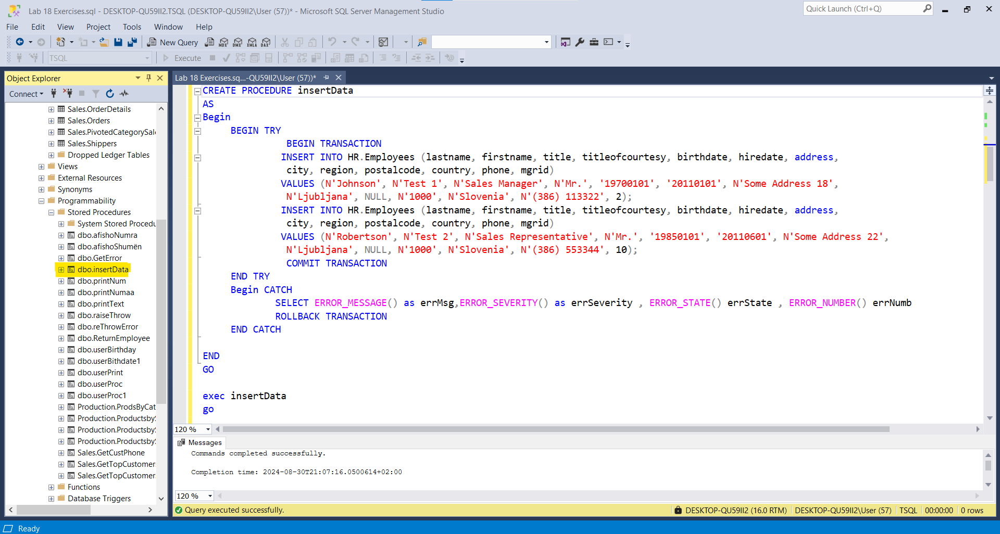 Lab 18 Exercises.sql - DESKTOP-QU59II2.TSQL (DESKTOP-QU59II2\User (57))* - Microsoft SQL Server Management Studio
Quick Launch (Ctrl+Q)
File Edit View Project Tools Window Help
New Query MDX DMX XMLA DAX
TSQL Execute
Object Explorer
Connect
Sales.OrderDetails
Sales.Orders
Sales.PivotedCategorySal
Sales.Shippers
Dropped Ledger Tables
Views
External Resources
Synonyms
Programmability
Stored Procedures
System Stored Procedu
dbo.afishoNumra
dbo.afishoShumën
dbo.GetError
dbo.insertData
dbo.printNum
dbo.printNumaa
dbo.printText
dbo.raiseThrow
dbo.reThrowError
dbo.ReturnEmployee
dbo.userBirthday
dbo.userBithdate1
dbo.userPrint
dbo.userProc
dbo.userProc1
Production.ProdsByCat
Production.Productsby
Production.Productsby
Production.Productsby
Sales.GetCustPhone
Sales.GetTopCustomer
Sales.GetTopCustomer
Functions
Database Triggers
Lab 18 Exercises.sq...-QU59II2\User (57))*
CREATE PROCEDURE insertData
AS
Begin
BEGIN TRY
BEGIN TRANSACTION
INSERT INTO HR.Employees (lastname, firstname, title, titleofcourtesy, birthdate, hiredate, address,
city, region, postalcode, country, phone, mgrid)
VALUES (N'Johnson', N'Test 1', N'Sales Manager', N'Mr.', '19700101', '20110101', N'Some Address 18',
N'Ljubljana', NULL, N'1000', N'Slovenia', N'(386) 113322', 2);
INSERT INTO HR.Employees (lastname, firstname, title, titleofcourtesy, birthdate, hiredate, address,
city, region, postalcode, country, phone, mgrid)
VALUES (N'Robertson', N'Test 2', N'Sales Representative', N'Mr.', '19850101', '20110601', N'Some Address 22',
N'Ljubljana', NULL, N'1000', N'Slovenia', N'(386) 553344', 10);
COMMIT TRANSACTION
END TRY
Begin CATCH
SELECT ERROR_MESSAGE() as errMsg,ERROR_SEVERITY() as errSeverity , ERROR_STATE() errState , ERROR_NUMBER() errNumb
ROLLBACK TRANSACTION
END CATCH
END
GO
exec insertData
go
120 %
Messages
Commands completed successfully.
Completion time: 2024-08-30T21:07:16.0500614+02:00
120 %
Query executed successfully. DESKTOP-QU59II2 (16.0 RTM) DESKTOP-QU59II2\User (57) TSQL 00:00:00 0 rows
Ready